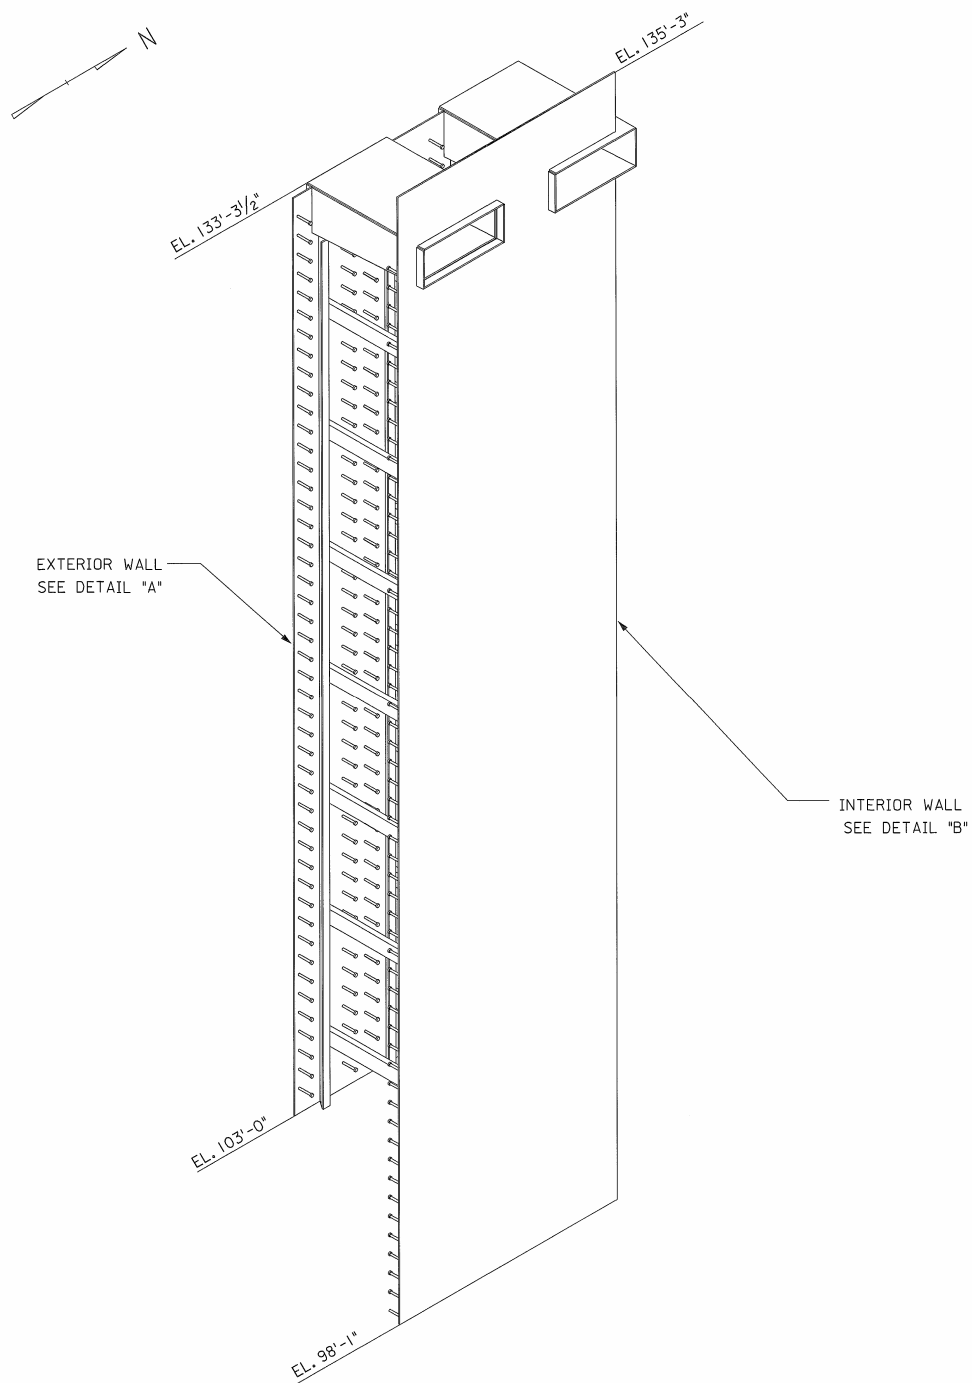 N
EL. 135'-3"
EL. 133'-3½"
EXTERIOR WALL
SEE DETAIL "A"
INTERIOR WALL
SEE DETAIL "B"
EL. 103'-0"
EL. 98'-1"